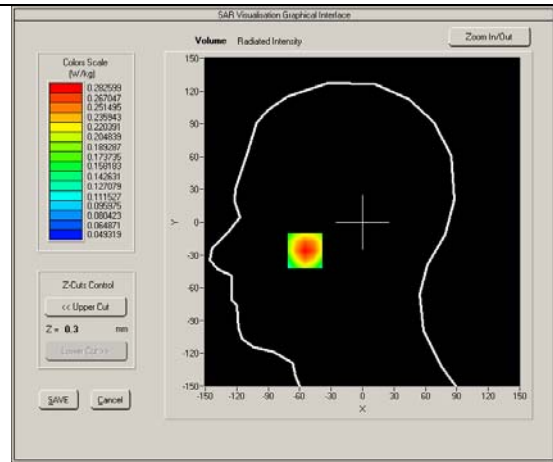 SAR Visualisation Graphical Interface
Volume Radiated Intensity
Zoom In/Out
Colors Scale
(W/kg)
0.282599
0.267047
0.251495
0.235943
0.220391
0.204839
0.189287
0.173735
0.158183
0.142631
0.127079
0.111527
0.095975
0.080423
0.064871
0.049319
Z-Cuts Control
<< Upper Cut
Z = 0.3 mm
Lower Cut >>
SAVE Cancel
150
120
90
60
30
0
-30
-60
-90
-120
-150
Y
-150 -120 -90 -60 -30 0 30 60 90 120 150
X